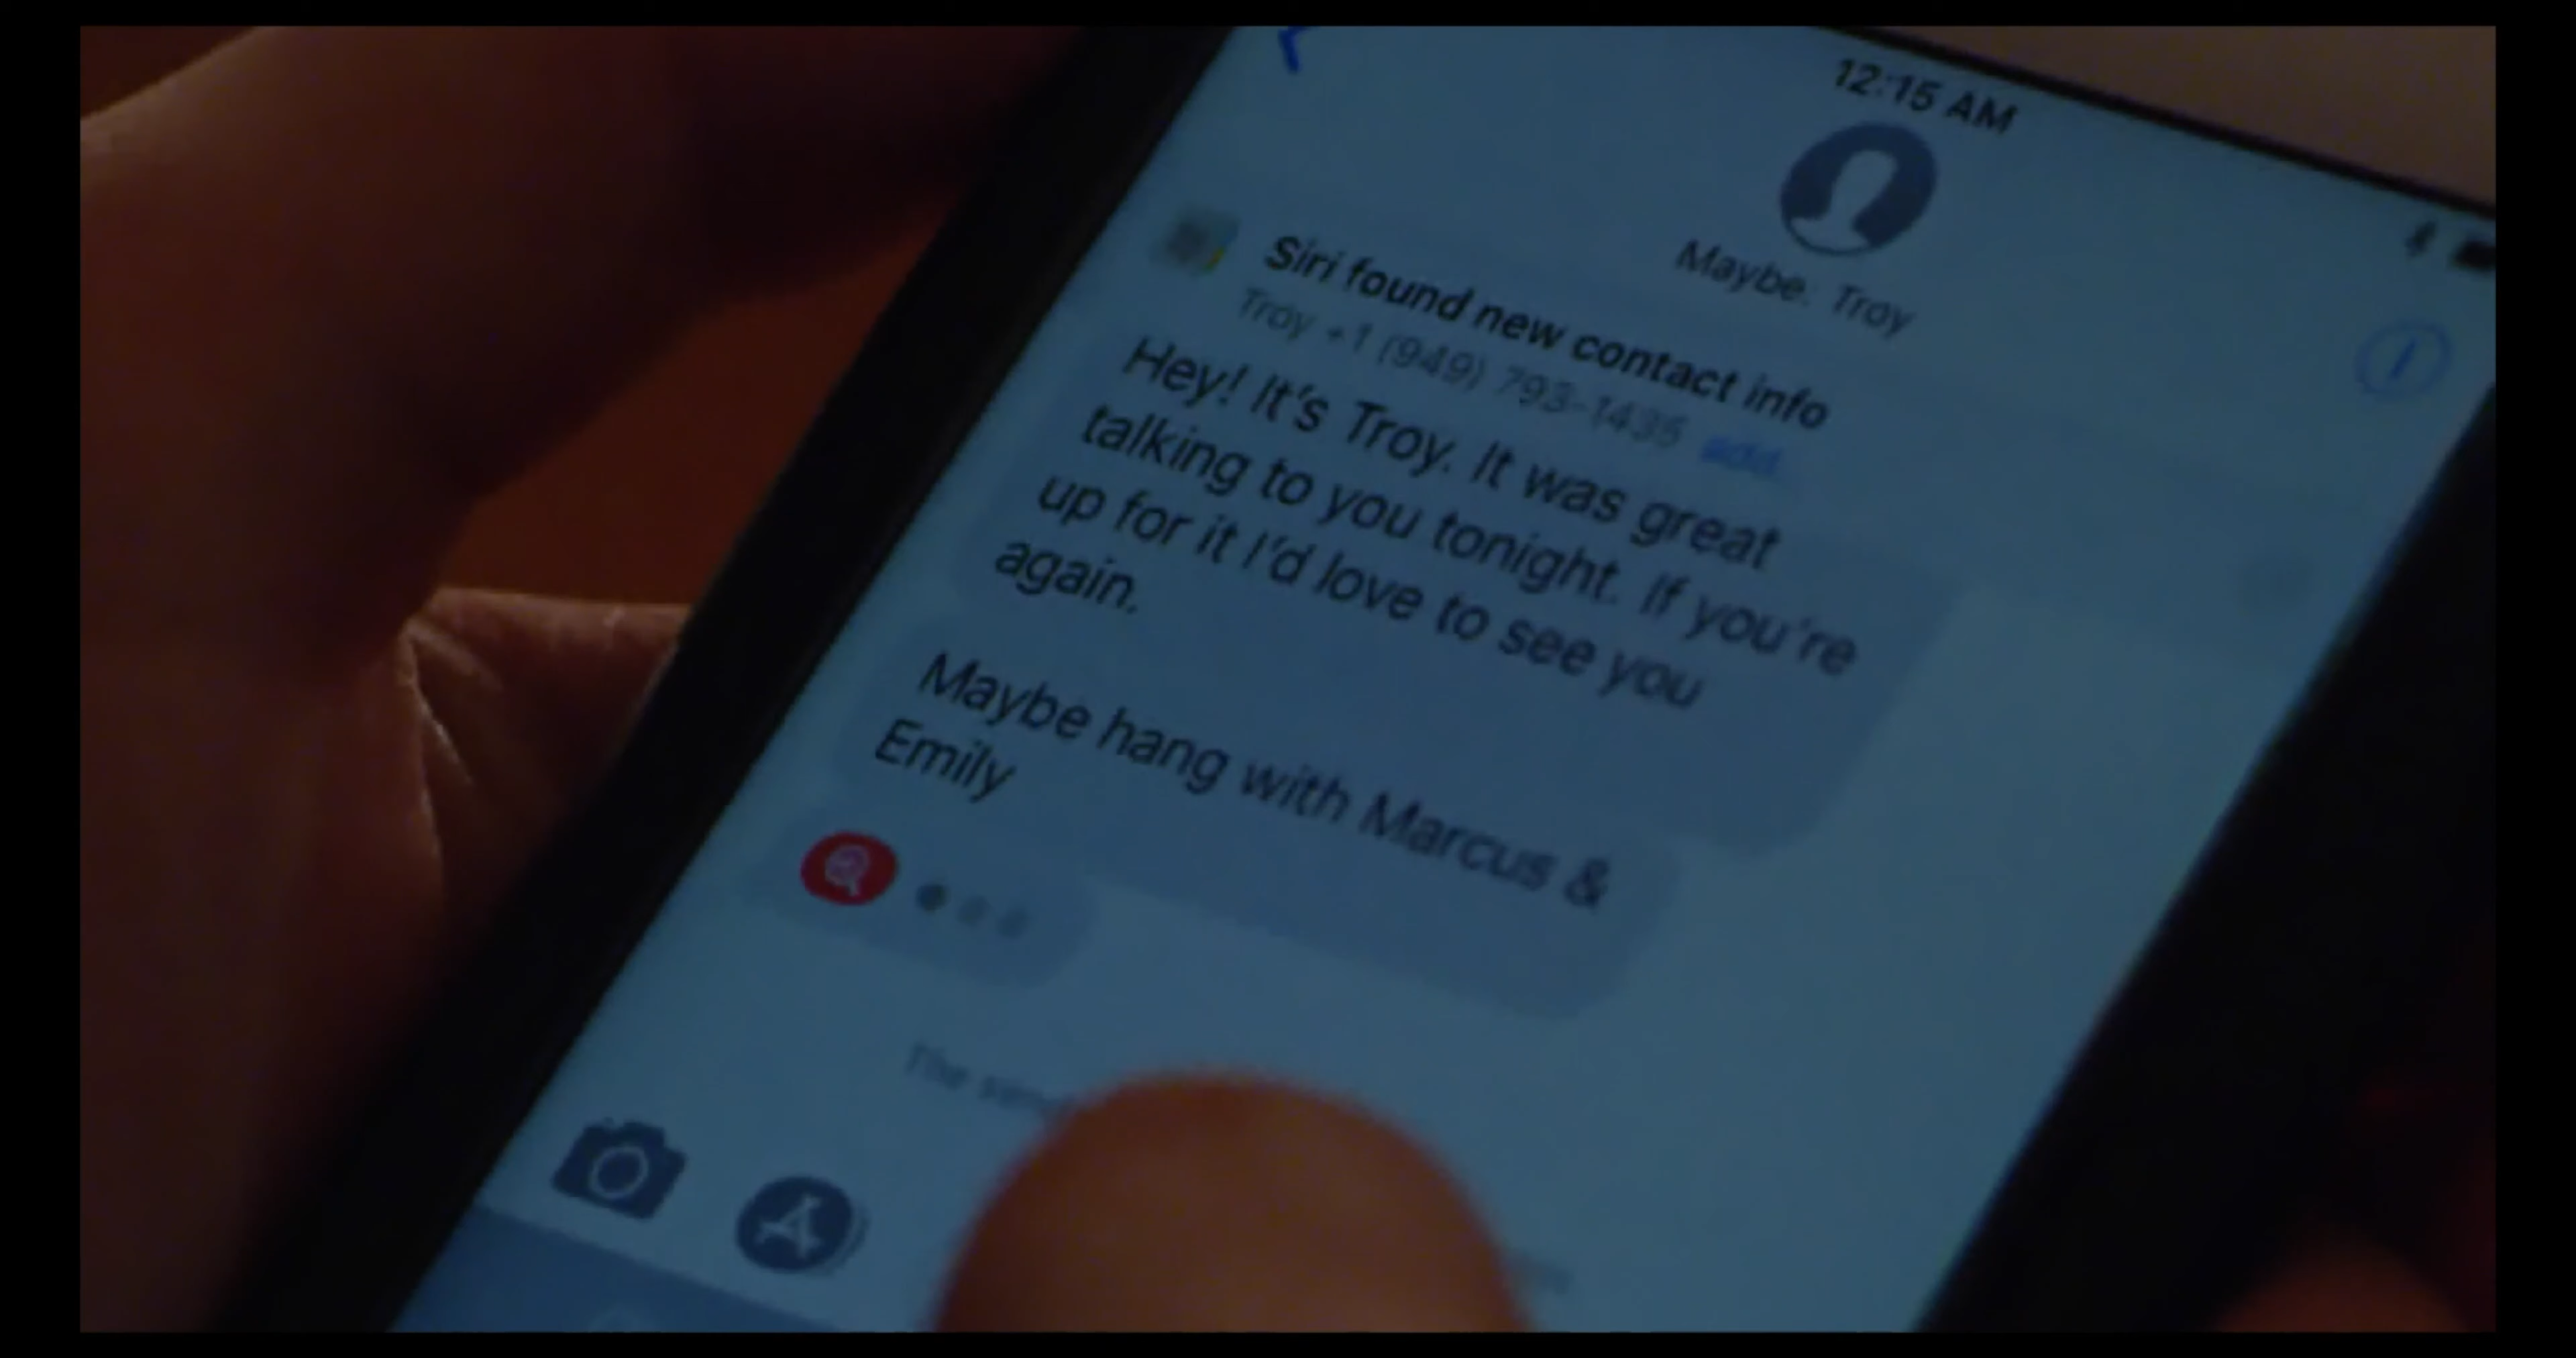 12:15 AM
Maybe: Troy
Siri found new contact info
Troy +1 (949) 793-1435 add
Hey! It's Troy. It was great
talking to you tonight. If you're
up for it I'd love to see you
again.
Maybe hang with Marcus &
Emily
The